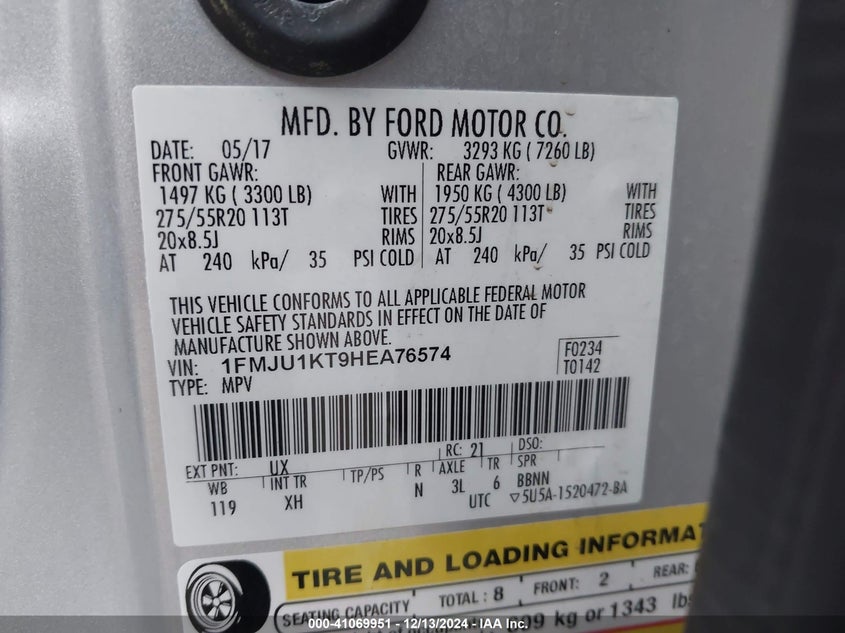 MFD. BY FORD MOTOR CO.
DATE: 05/17 GVWR: 3293 KG ( 7260 LB)
FRONT GAWR: REAR GAWR:
1497 KG ( 3300 LB) WITH 1950 KG ( 4300 LB) WITH
275/55R20 113T TIRES 275/55R20 113T TIRES
20x8.5J RIMS 20x8.5J RIMS
AT 240 kPa/ 35 PSI COLD AT 240 kPa/ 35 PSI COLD
THIS VEHICLE CONFORMS TO ALL APPLICABLE FEDERAL MOTOR
VEHICLE SAFETY STANDARDS IN EFFECT ON THE DATE OF
MANUFACTURE SHOWN ABOVE.
VIN: 1FMJU1KT9HEA76574 F0234
TYPE: MPV T0142
RC: 21 DSO:
EXT PNT: UX
WB INT TR TP/PS R AXLE TR SPR
119 XH N 3L 6 BBNN
UTC ▽5U5A-1520472-BA
TIRE AND LOADING INFORMAT
SEATING CAPACITY TOTAL : 8 FRONT: 2 REAR:
kg or 1343 lbs
000-41069951 - 12/13/2024 - IAA Inc.